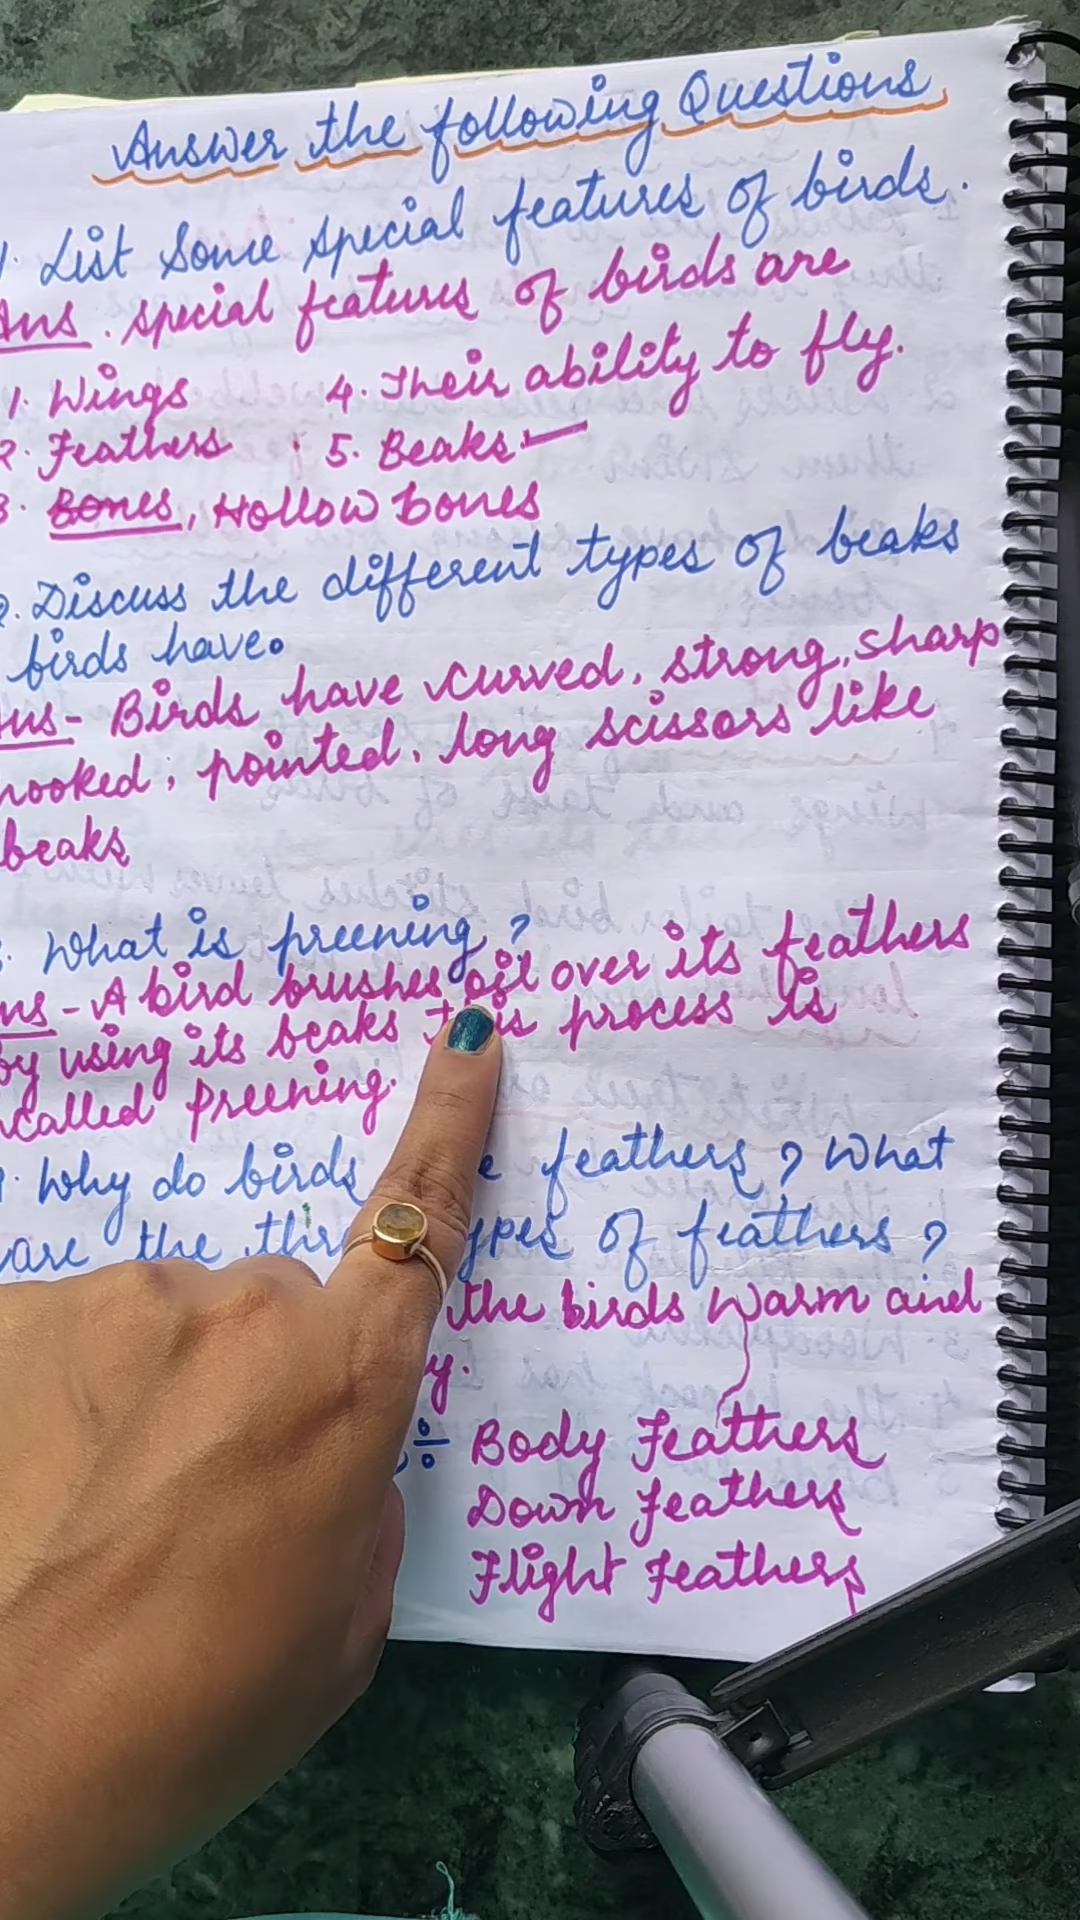 Answer the following Questions
1. List Some special features of birds.
Ans. special features of birds are
1. Wings 4. Their ability to fly.
2. Feathers 5. Beaks.
3. Bones, Hollow bones
2. Discuss the different types of beaks
birds have.
Ans- Birds have curved, strong, sharp
hooked, pointed, long scissors like
beaks
3. What is preening?
Ans - A bird brushes oil over its feathers
by using its beaks this process is
called Preening.
Why do birds feathers? What
are the types of feathers?
the birds warm and
Body Feathers
Down Feathers
Flight Feathers